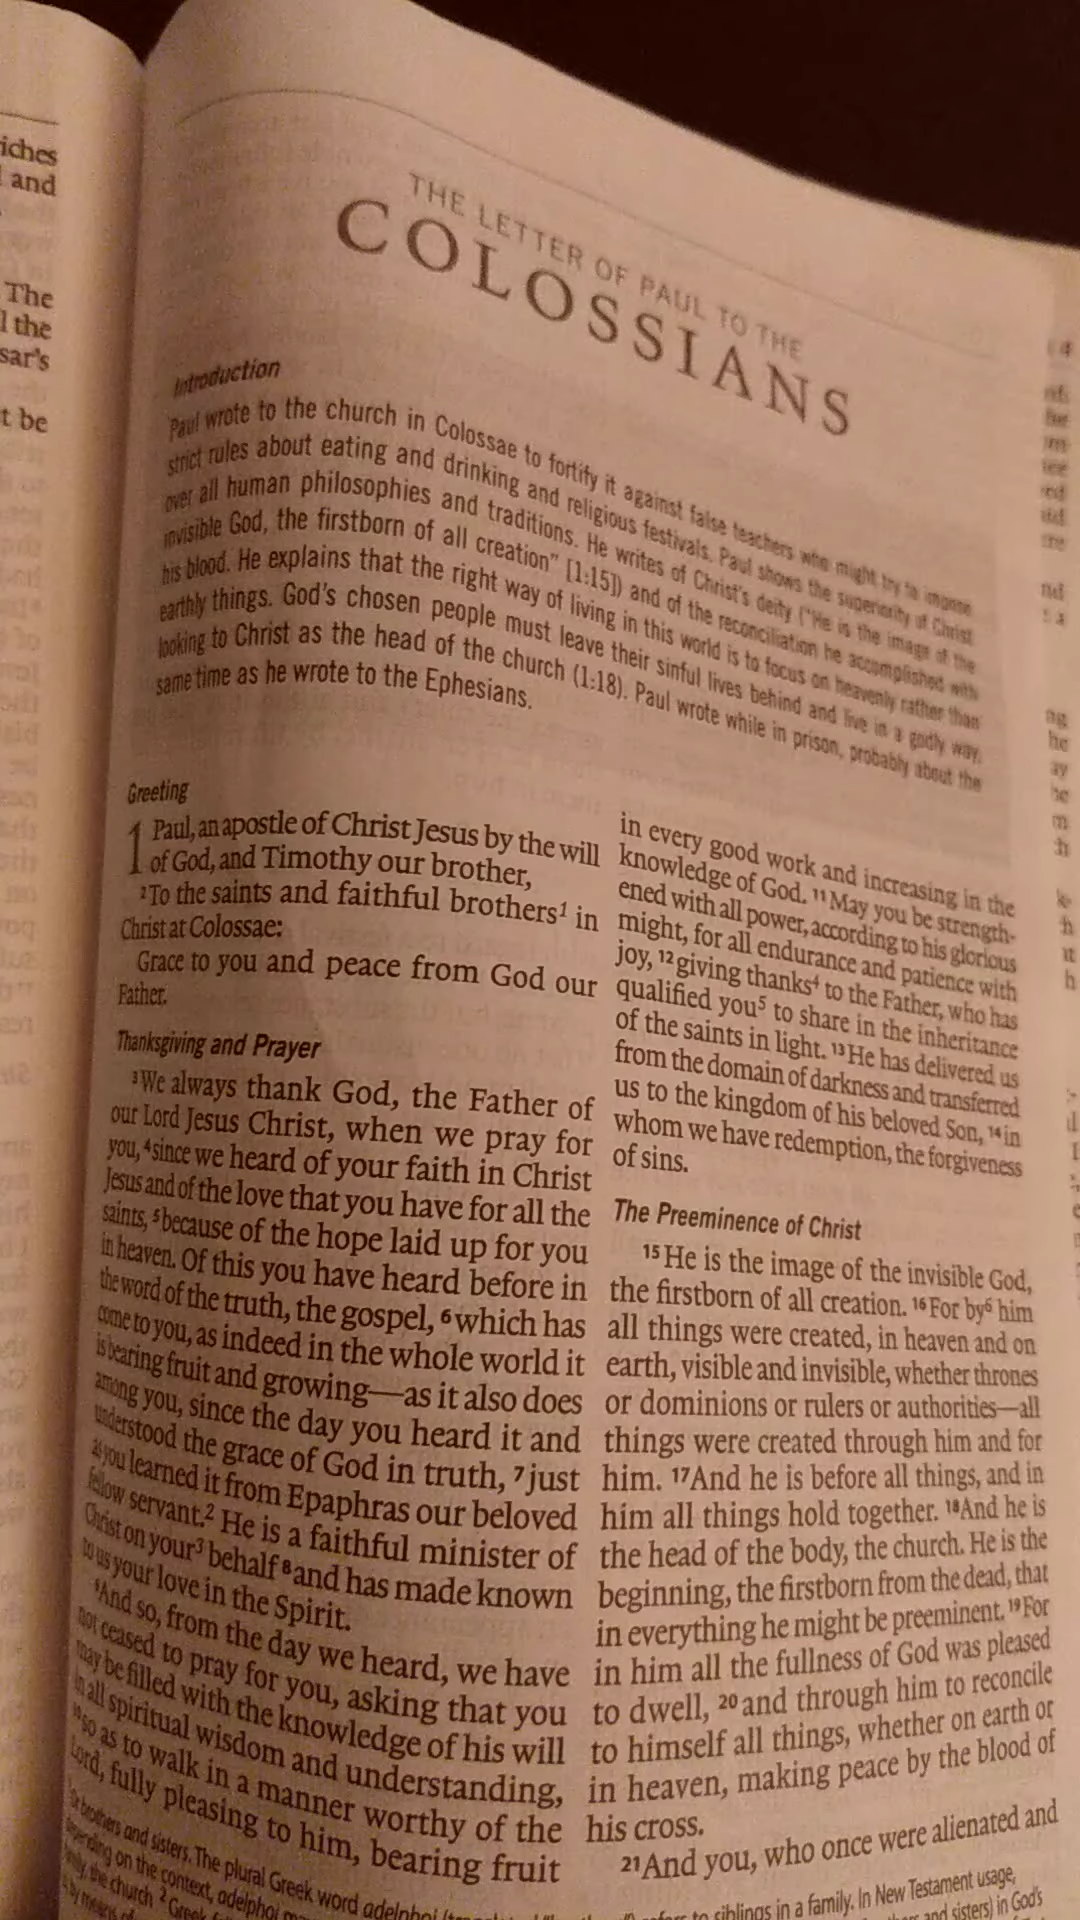 riches
and
The
l the
sar's
t be
THE LETTER OF PAUL TO THE
COLOSSIANS
Introduction
Paul wrote to the church in Colossae to fortify it against false teachers who might try to impose
strict rules about eating and drinking and religious festivals. Paul shows the superiority of Christ
over all human philosophies and traditions. He writes of Christ's deity ("He is the image of the
invisible God, the firstborn of all creation" [1:15]) and of the reconciliation he accomplished with
his blood. He explains that the right way of living in this world is to focus on heavenly rather than
earthly things. God's chosen people must leave their sinful lives behind and live in a godly way,
looking to Christ as the head of the church (1:18). Paul wrote while in prison, probably about the
same time as he wrote to the Ephesians.
Greeting
1 Paul, an apostle of Christ Jesus by the will
of God, and Timothy our brother,
2 To the saints and faithful brothers1 in
Christ at Colossae:
Grace to you and peace from God our
Father.
Thanksgiving and Prayer
3 We always thank God, the Father of
our Lord Jesus Christ, when we pray for
you, 4 since we heard of your faith in Christ
Jesus and of the love that you have for all the
saints, 5 because of the hope laid up for you
in heaven. Of this you have heard before in
the word of the truth, the gospel, 6 which has
come to you, as indeed in the whole world it
is bearing fruit and growing—as it also does
among you, since the day you heard it and
understood the grace of God in truth, 7 just
as you learned it from Epaphras our beloved
fellow servant.2 He is a faithful minister of
Christ on your3 behalf 8 and has made known
to us your love in the Spirit.
9 And so, from the day we heard, we have
not ceased to pray for you, asking that you
may be filled with the knowledge of his will
in all spiritual wisdom and understanding,
10 so as to walk in a manner worthy of the
Lord, fully pleasing to him, bearing fruit
in every good work and increasing in the
knowledge of God. 11 May you be strength-
ened with all power, according to his glorious
might, for all endurance and patience with
joy, 12 giving thanks4 to the Father, who has
qualified you5 to share in the inheritance
of the saints in light. 13 He has delivered us
from the domain of darkness and transferred
us to the kingdom of his beloved Son, 14 in
whom we have redemption, the forgiveness
of sins.
The Preeminence of Christ
15 He is the image of the invisible God,
the firstborn of all creation. 16 For by6 him
all things were created, in heaven and on
earth, visible and invisible, whether thrones
or dominions or rulers or authorities—all
things were created through him and for
him. 17 And he is before all things, and in
him all things hold together. 18 And he is
the head of the body, the church. He is the
beginning, the firstborn from the dead, that
in everything he might be preeminent. 19 For
in him all the fullness of God was pleased
to dwell, 20 and through him to reconcile
to himself all things, whether on earth or
in heaven, making peace by the blood of
his cross.
21 And you, who once were alienated and
brothers and sisters. The plural Greek word adelphoi to siblings in a family. In New Testament usage,
depending on the context, adelphoi and sisters) in God's
family, the church 2 Greek
by means of